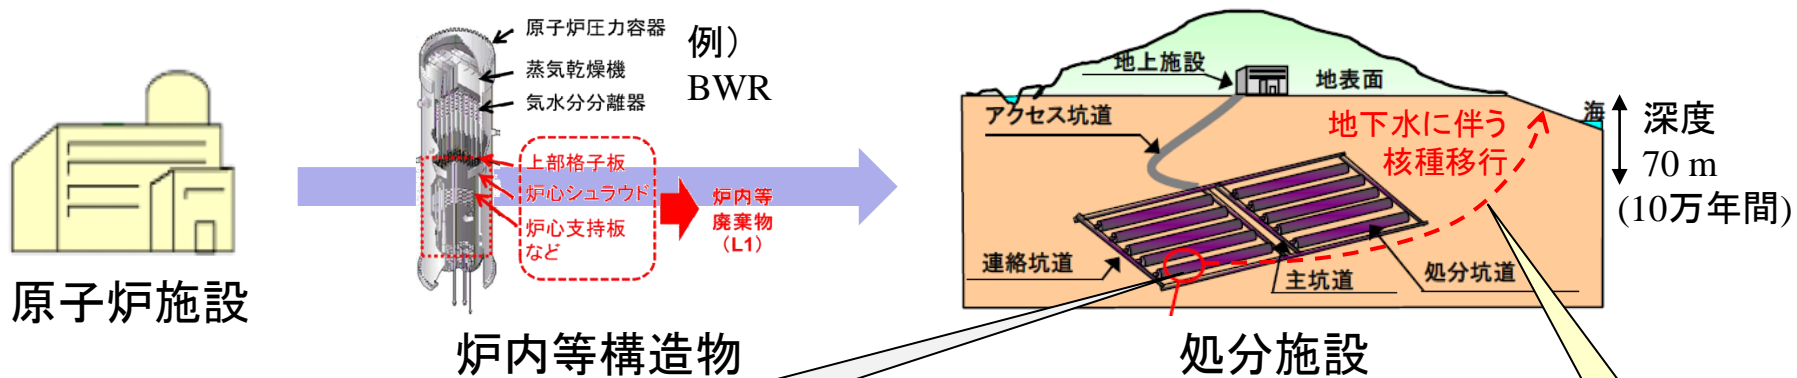 原子炉施設
原子炉圧力容器
蒸気乾燥機
気水分分離器
例）
BWR
上部格子板
炉心シュラウド
炉心支持板
など
炉内等
廃棄物
（L1）
炉内等構造物
地上施設
地表面
アクセス坑道
地下水に伴う
核種移行
海
深度
70 m
(10万年間)
連絡坑道
主坑道
処分坑道
処分施設